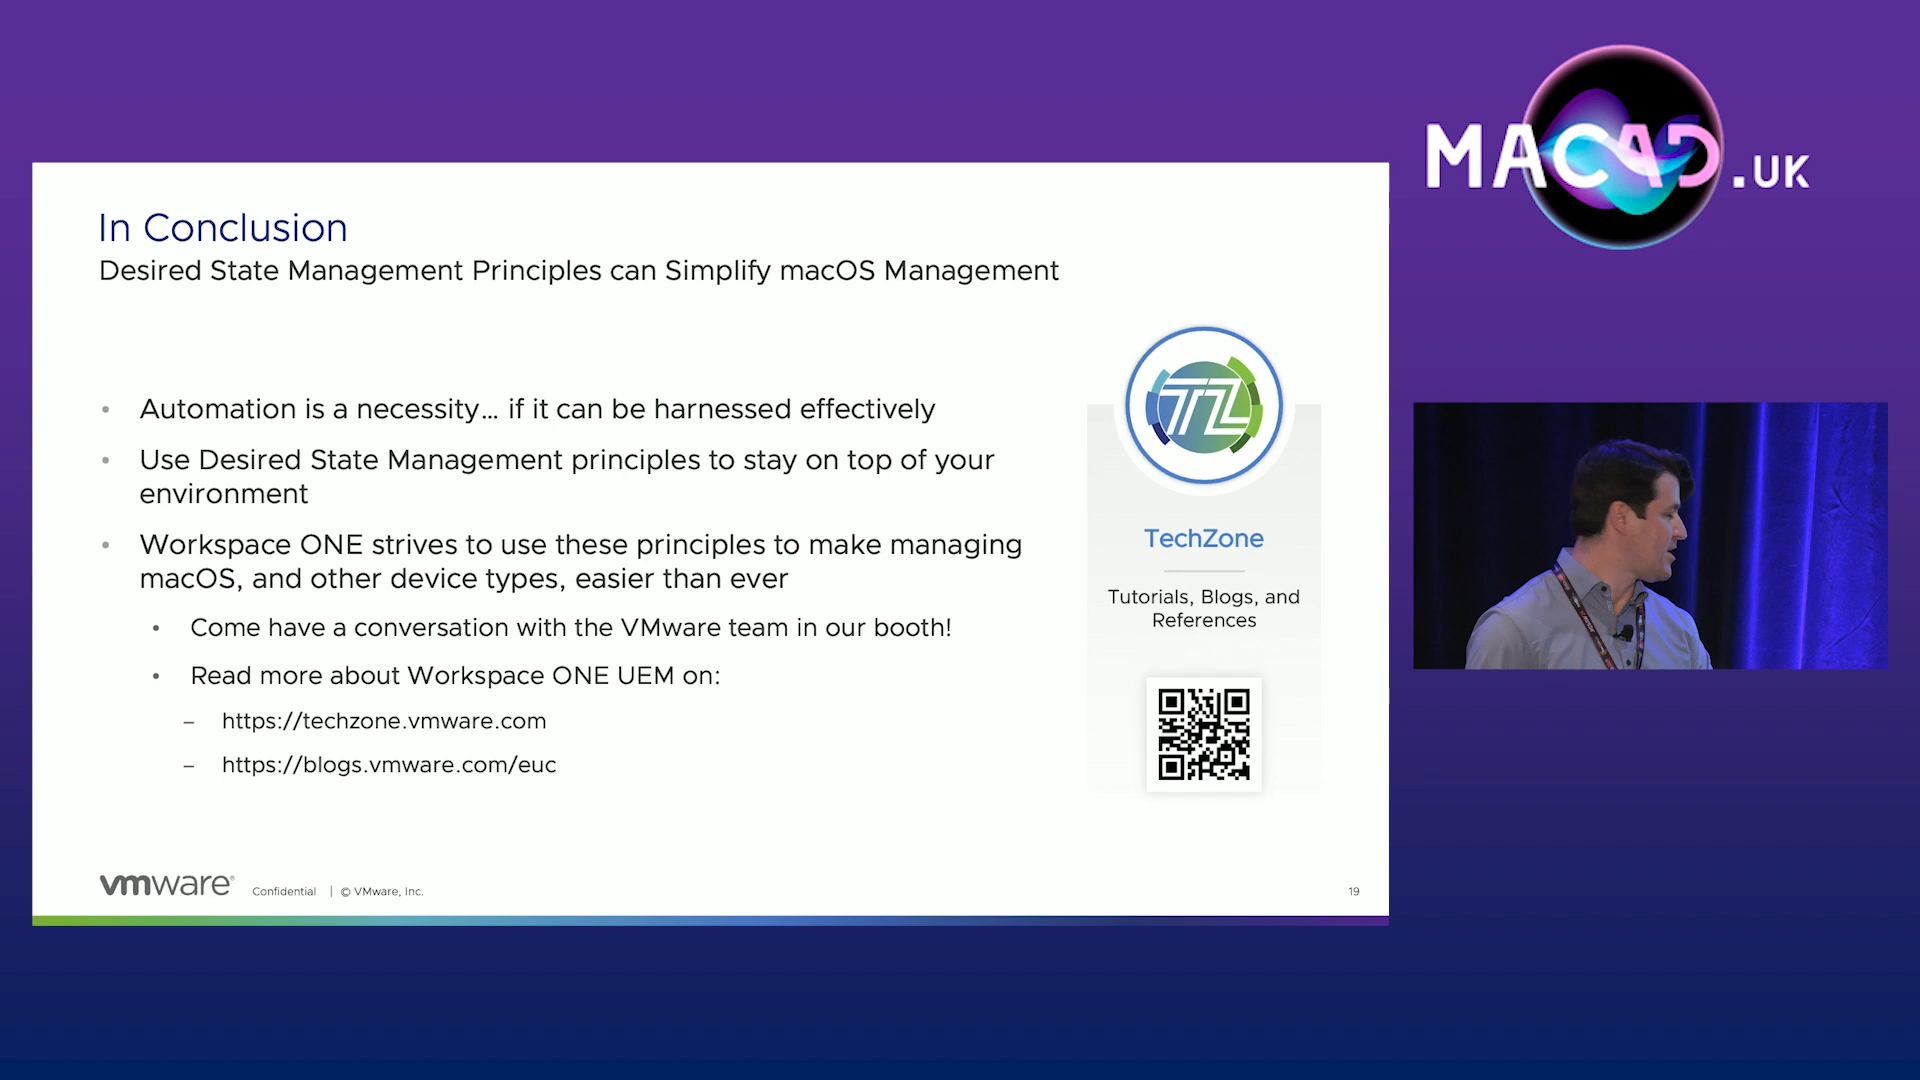 MACAD.UK
In Conclusion
Desired State Management Principles can Simplify macOS Management
• Automation is a necessity… if it can be harnessed effectively
• Use Desired State Management principles to stay on top of your
environment
• Workspace ONE strives to use these principles to make managing
macOS, and other device types, easier than ever
• Come have a conversation with the VMware team in our booth!
• Read more about Workspace ONE UEM on:
– https://techzone.vmware.com
– https://blogs.vmware.com/euc
TZ
TechZone
Tutorials, Blogs, and
References
vmware® Confidential | © VMware, Inc.
19